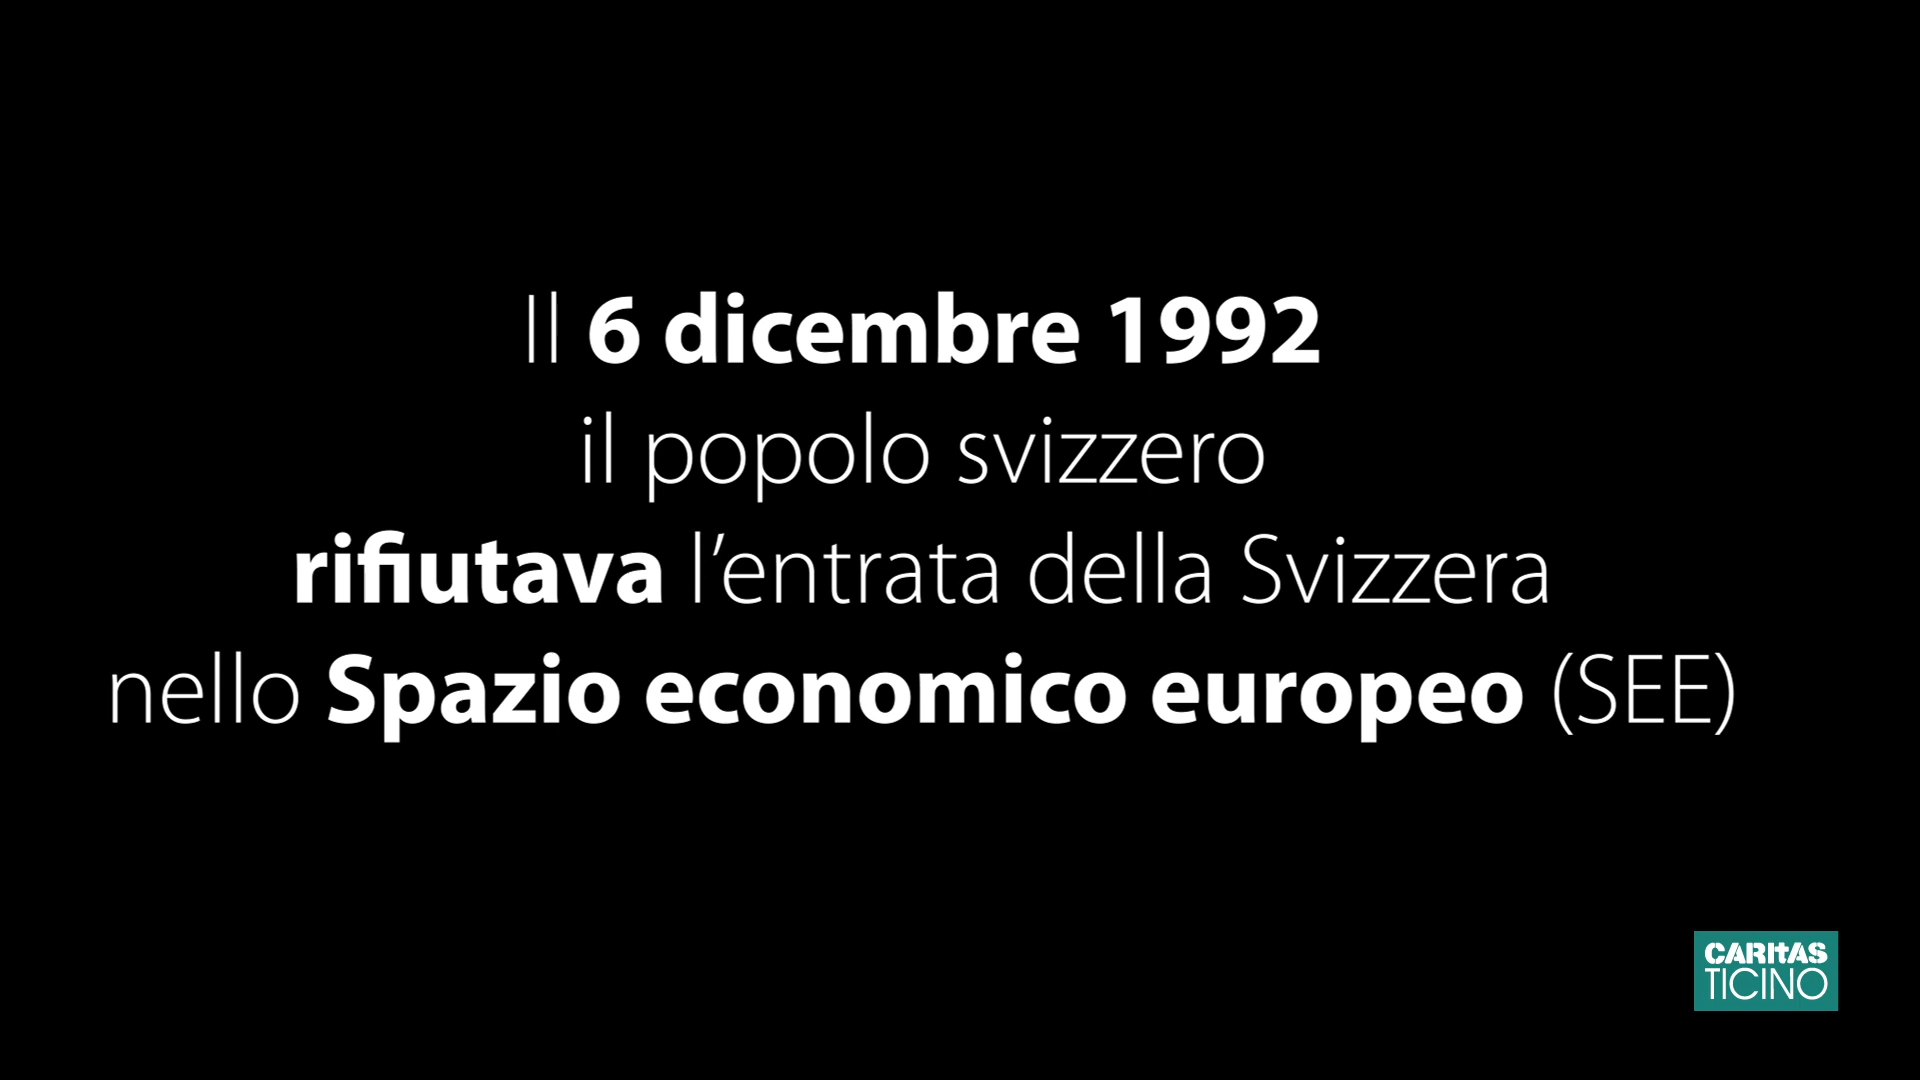 Il 6 dicembre 1992
il popolo svizzero
rifiutava l’entrata della Svizzera
nello Spazio economico europeo (SEE)
CARItAS
TICINO